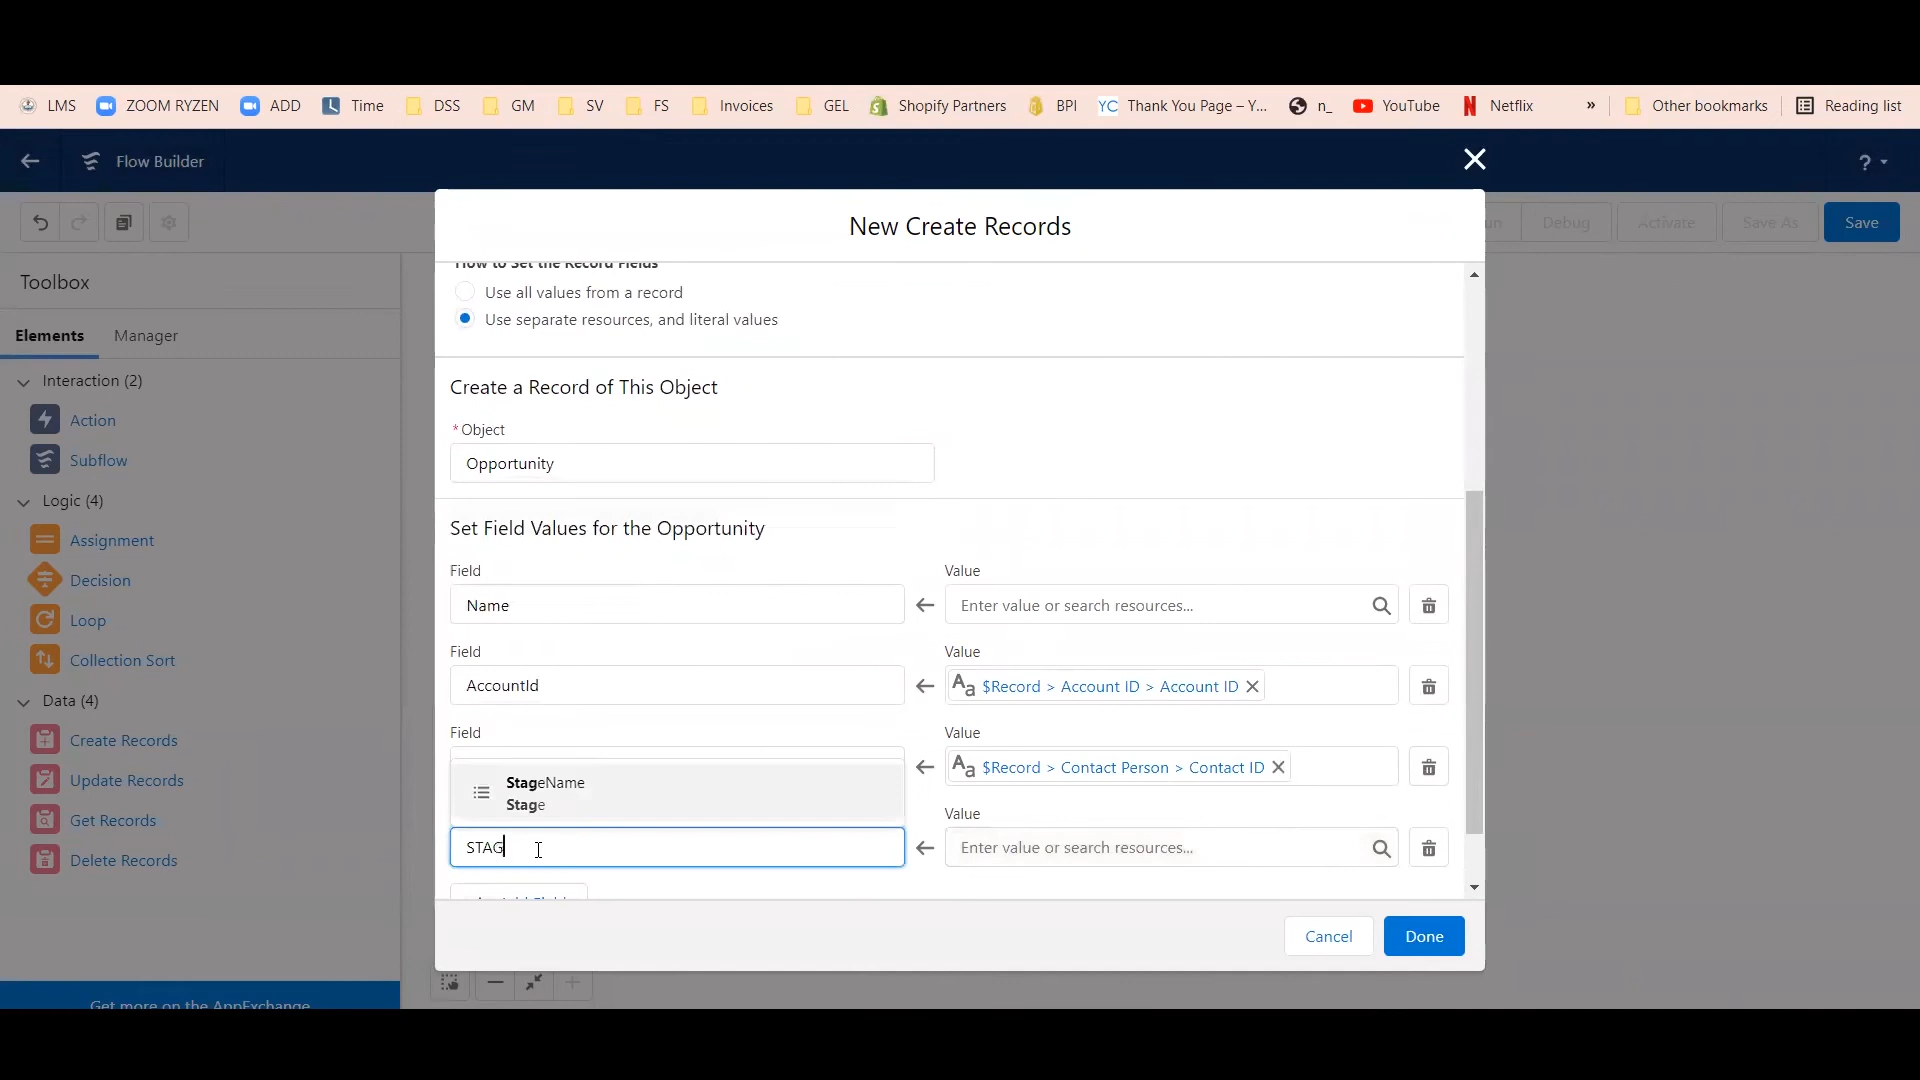 LMS ZOOM RYZEN ADD Time DSS GM SV FS Invoices GEL Shopify Partners BPI YC Thank You Page – Y... n_ YouTube Netflix » Other bookmarks Reading list
Flow Builder
?
Debug Activate Save As Save
New Create Records
Toolbox
Elements Manager
Interaction (2)
Action
Subflow
Logic (4)
Assignment
Decision
Loop
Collection Sort
Data (4)
Create Records
Update Records
Get Records
Delete Records
Get more on the AppExchange
How to Set the Record Fields
Use all values from a record
Use separate resources, and literal values
Create a Record of This Object
* Object
Opportunity
Set Field Values for the Opportunity
Field Value
Name Enter value or search resources...
Field Value
AccountId Aa $Record > Account ID > Account ID
Field Value
Aa $Record > Contact Person > Contact ID
StageName
Stage
Value
STAG Enter value or search resources...
Cancel Done